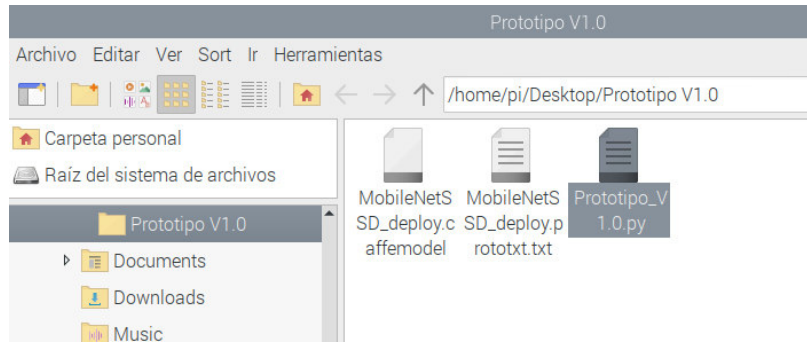 Prototipo V1.0
Archivo Editar Ver Sort Ir Herramientas
/home/pi/Desktop/Prototipo V1.0
Carpeta personal
Raíz del sistema de archivos
Prototipo V1.0
Documents
Downloads
Music
MobileNetS
SD_deploy.c
affemodel
MobileNetS
SD_deploy.p
rototxt.txt
Prototipo_V
1.0.py